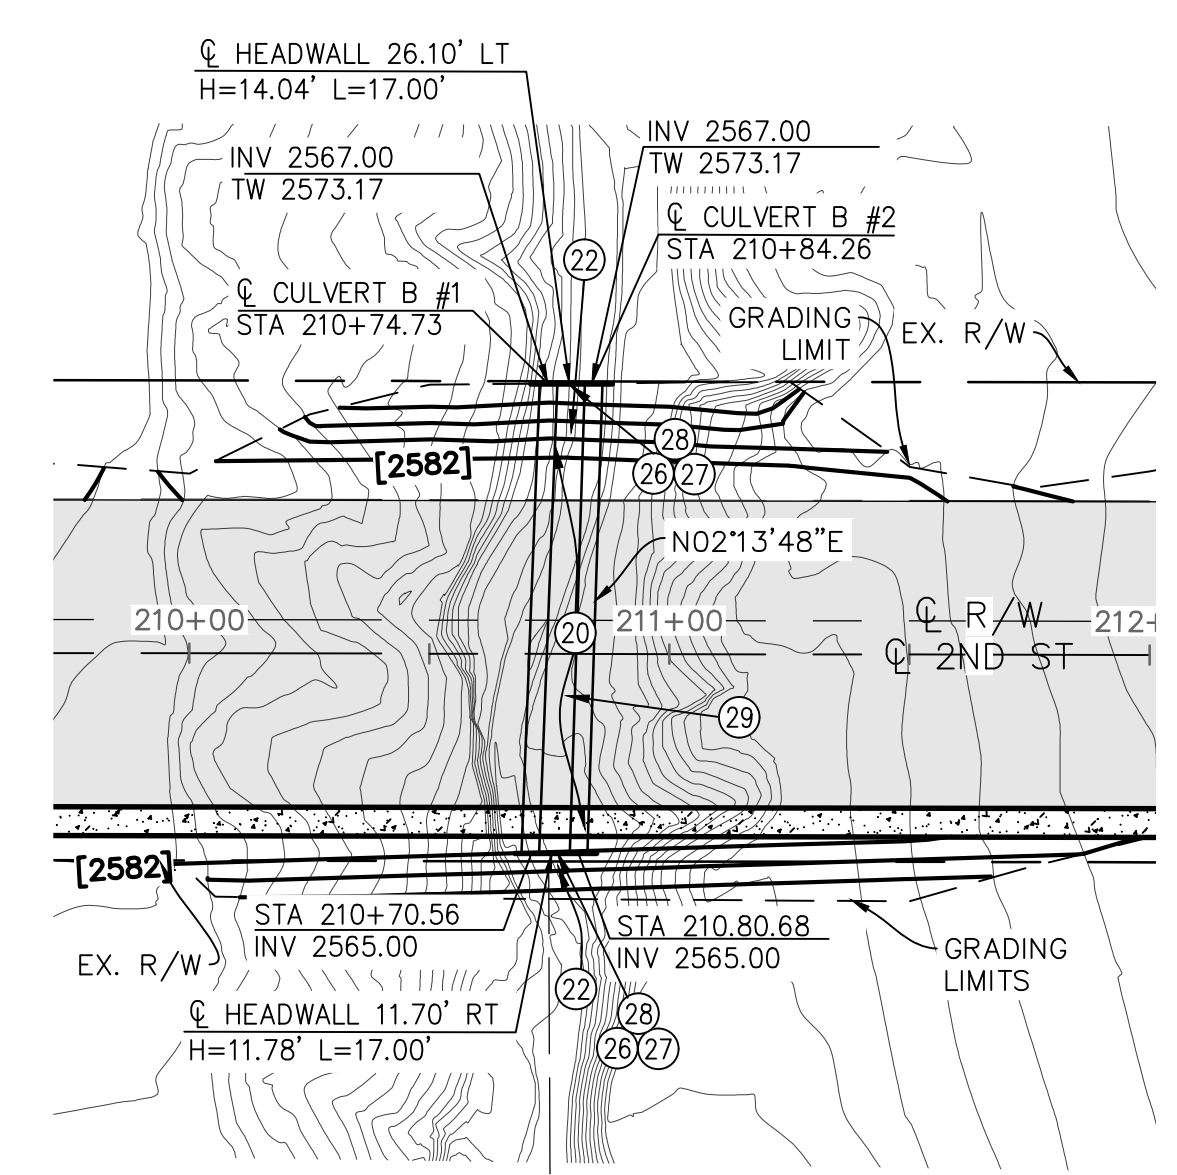 ℄ HEADWALL 26.10' LT
H=14.04' L=17.00'
INV 2567.00
TW 2573.17
INV 2567.00
TW 2573.17
℄ CULVERT B #2
STA 210+84.26
22
℄ CULVERT B #1
STA 210+74.73
GRADING
LIMIT
EX. R/W
28
[2582]
26
27
N02°13'48"E
210+00
20
211+00
℄ R/W
212+
℄ 2ND ST
29
[2582]
STA 210+70.56
INV 2565.00
STA 210.80.68
INV 2565.00
EX. R/W
GRADING
LIMITS
22
℄ HEADWALL 11.70' RT
H=11.78' L=17.00'
28
26
27